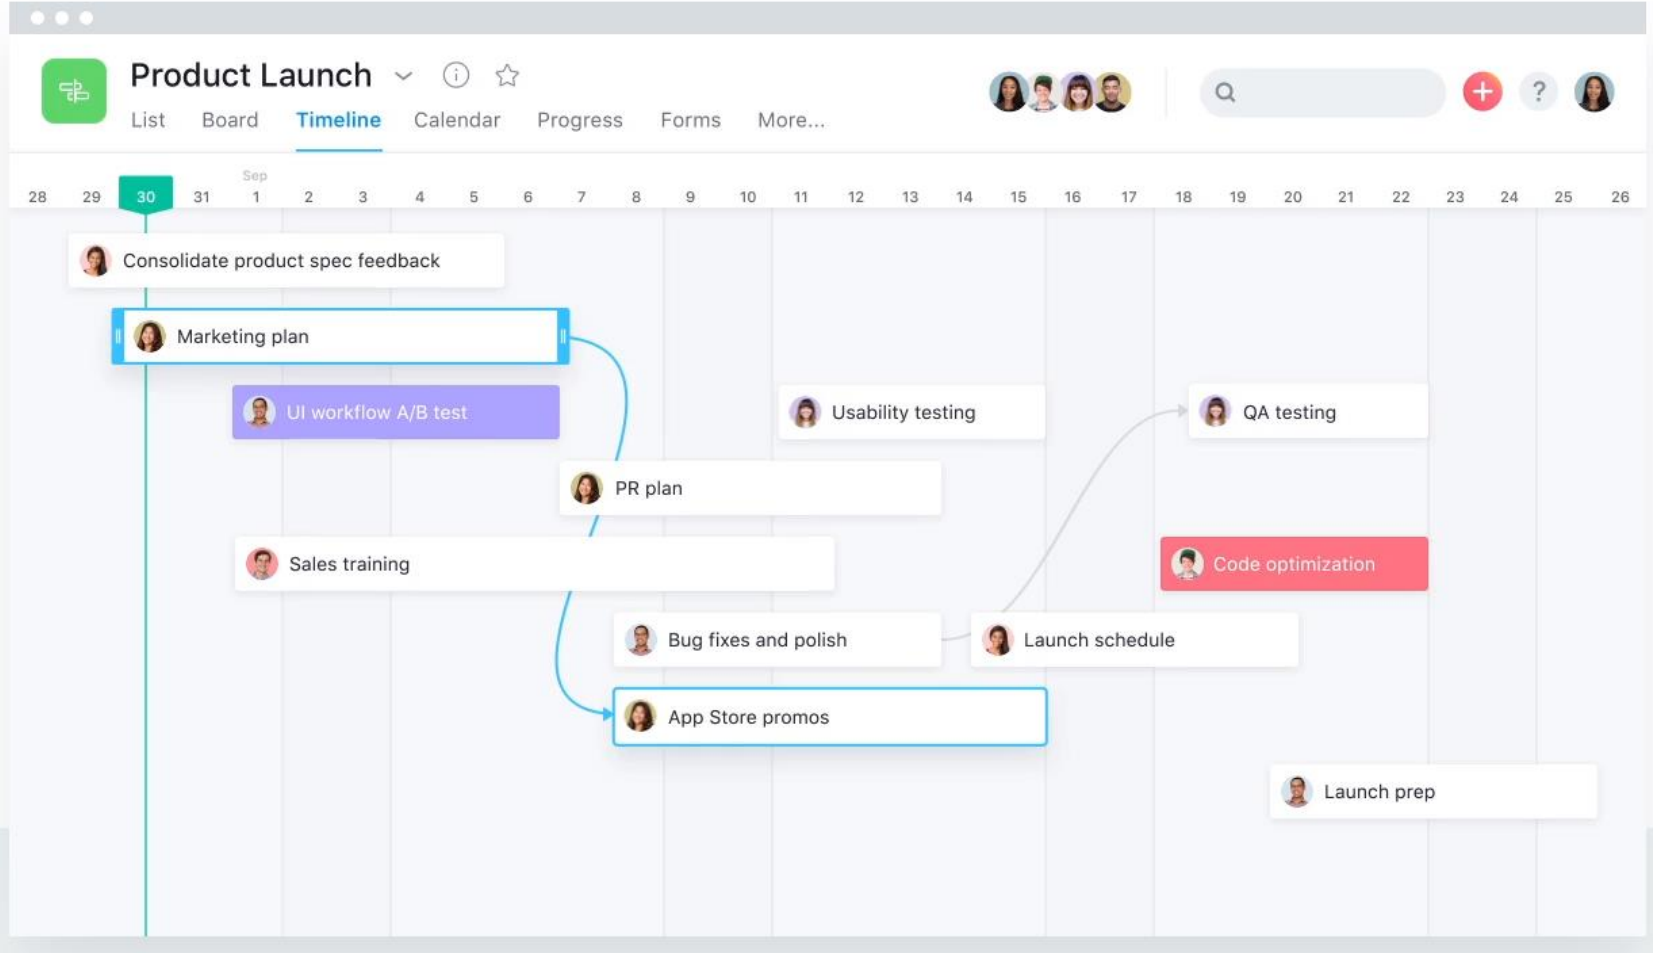 Product Launch
List Board Timeline Calendar Progress Forms More...
?
Sep
28 29 30 31 1 2 3 4 5 6 7 8 9 10 11 12 13 14 15 16 17 18 19 20 21 22 23 24 25 26
Consolidate product spec feedback
Marketing plan
UI workflow A/B test
Usability testing
QA testing
PR plan
Sales training
Code optimization
Bug fixes and polish
Launch schedule
App Store promos
Launch prep